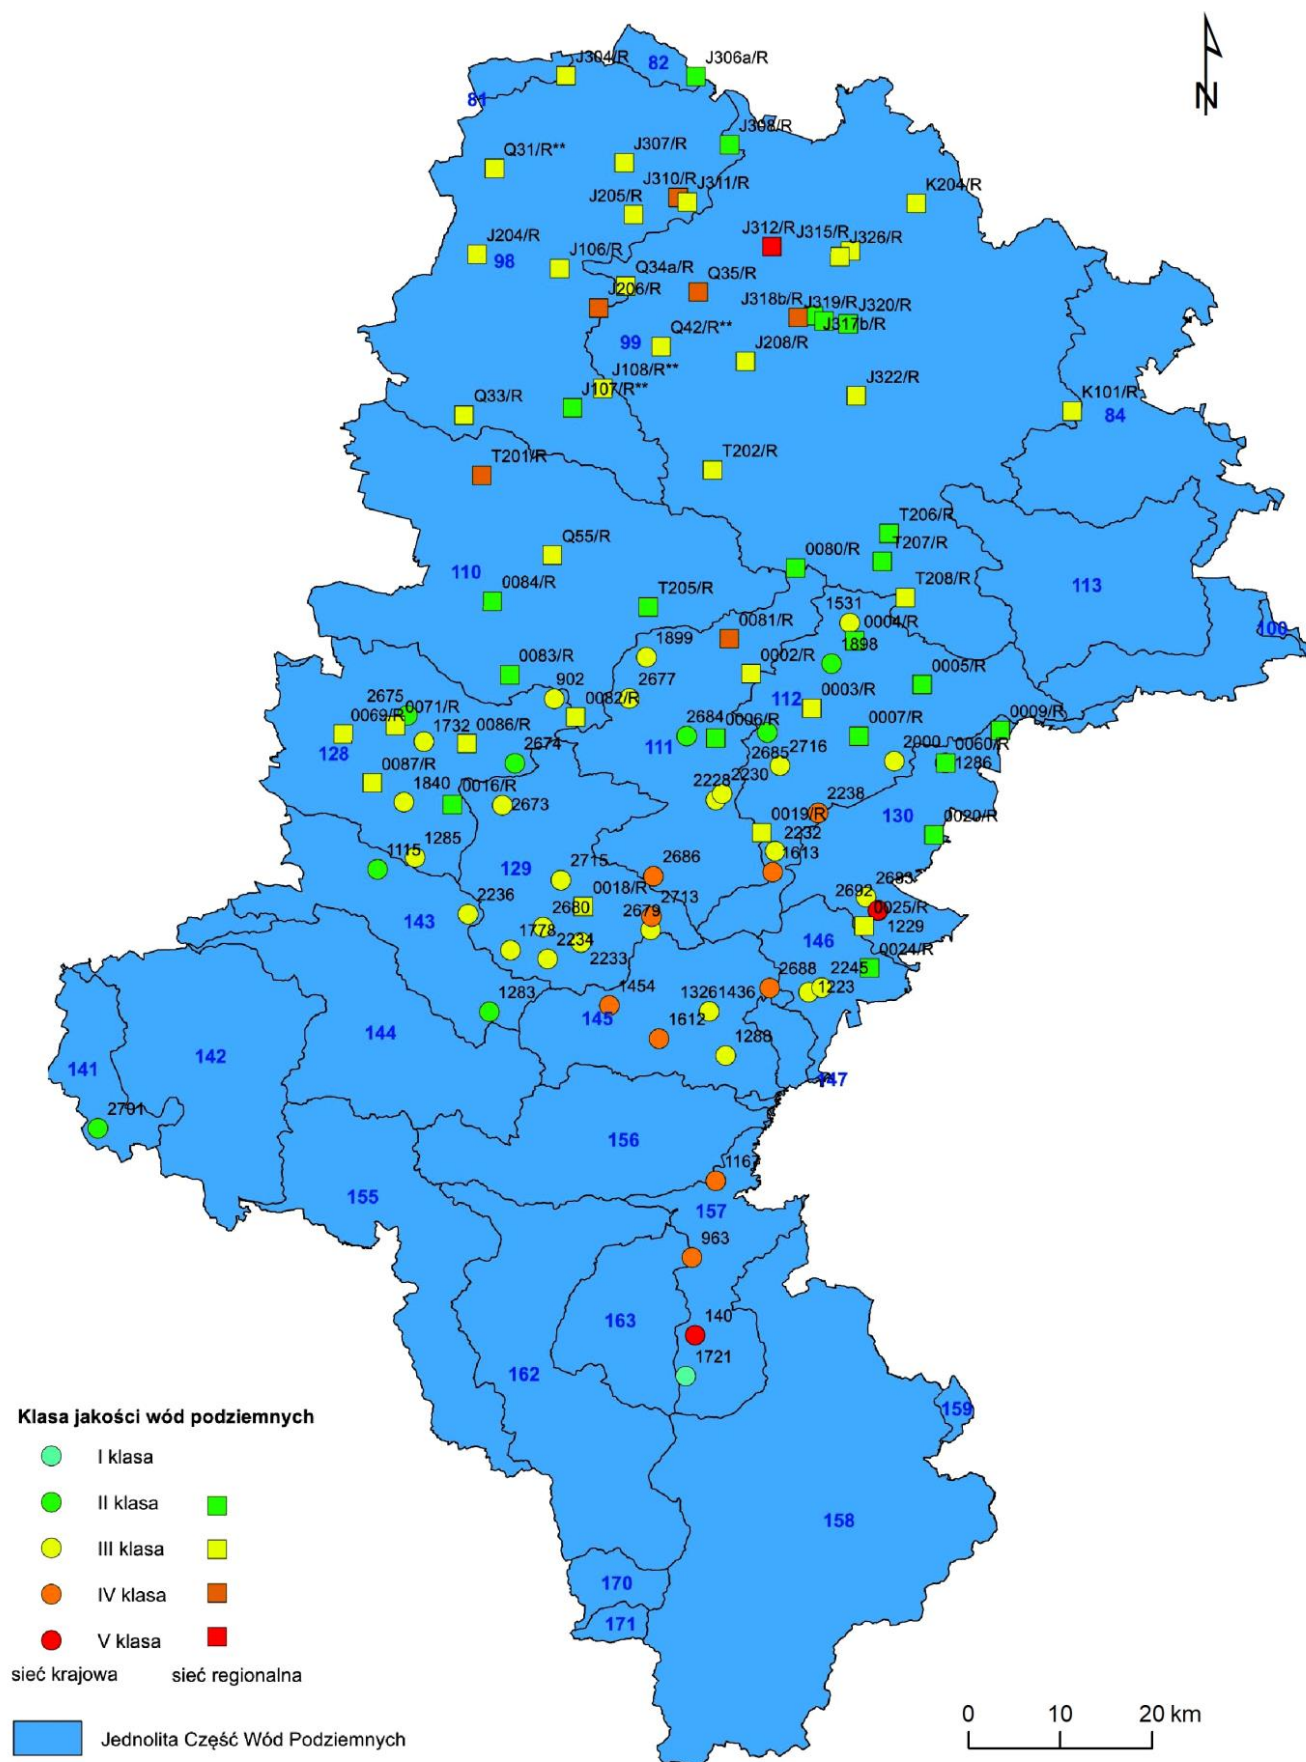 N
J304/R
82
J306a/R
81
J308/R
Q31/R**
J307/R
J310/R
J311/R
K204/R
J205/R
J312/R
J315/R
J326/R
J204/R
98
J106/R
Q34a/R
Q35/R
J206/R
J318b/R
J319/R
J320/R
J317b/R
Q42/R**
99
J208/R
J108/R**
J107/R**
J322/R
Q33/R
K101/R
84
T201/R
T202/R
T206/R
Q55/R
0080/R
T207/R
110
0084/R
T205/R
T208/R
113
1531
0081/R
0004/R
100
1899
1898
0083/R
0002/R
0005/R
902
2677
2675
0071/R
0082/R
112
0003/R
0069/R
1732
0086/R
2684
0006/R
0007/R
0009/R
128
2674
111
2685
2716
2000
0060/R
1286
0087/R
1840
0016/R
2673
2228
2230
2238
130
0019/R
0020/R
2232
1115
1285
129
2715
2686
1613
2683
0018/R
2713
2692
0025/R
2236
143
2680
2679
1229
1778
2234
146
2233
0024/R
2688
2245
1283
1454
1326
1436
1223
144
145
1612
1288
142
141
147
2791
156
1167
155
157
963
163
140
1721
162
159
158
170
171
Klasa jakości wód podziemnych
I klasa
II klasa
III klasa
IV klasa
V klasa
sieć krajowa
sieć regionalna
Jednolita Część Wód Podziemnych
0 10 20 km